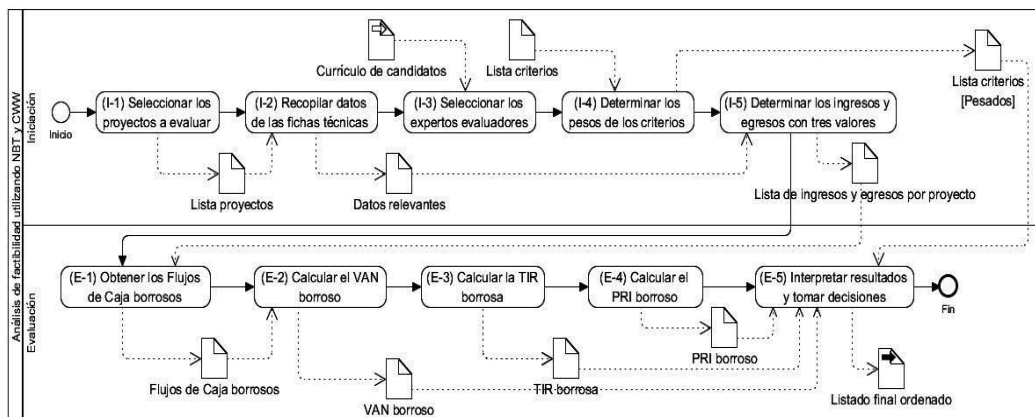 Análisis de factibilidad utilizando NBT y CWW
Iniciación
Currículo de candidatos
Lista criterios
Lista criterios
[Pesados]
Inicio
(I-1) Seleccionar los
proyectos a evaluar
(I-2) Recopilar datos
de las fichas técnicas
(I-3) Seleccionar los
expertos evaluadores
(I-4) Determinar los
pesos de los criterios
(I-5) Determinar los ingresos y
egresos con tres valores
Lista proyectos
Datos relevantes
Lista de ingresos y egresos por proyecto
Evaluación
(E-1) Obtener los Flujos
de Caja borrosos
(E-2) Calcular el VAN
borroso
(E-3) Calcular la TIR
borrosa
(E-4) Calcular el
PRI borroso
(E-5) Interpretar resultados
y tomar decisiones
Fin
Flujos de Caja borrosos
VAN borroso
TIR borrosa
PRI borroso
Listado final ordenado